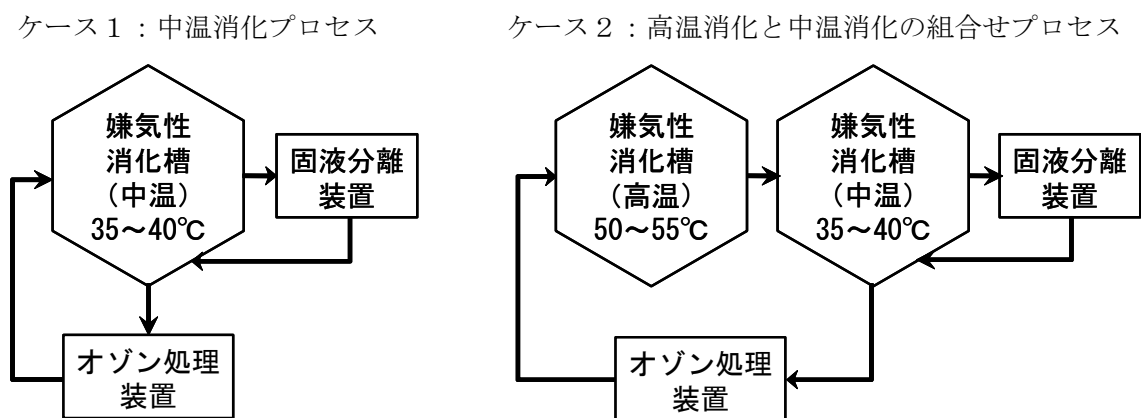 ケース１：中温消化プロセス
嫌気性
消化槽
（中温）
35～40℃
固液分離
装置
オゾン処理
装置
ケース２：高温消化と中温消化の組合せプロセス
嫌気性
消化槽
（高温）
50～55℃
嫌気性
消化槽
（中温）
35～40℃
固液分離
装置
オゾン処理
装置